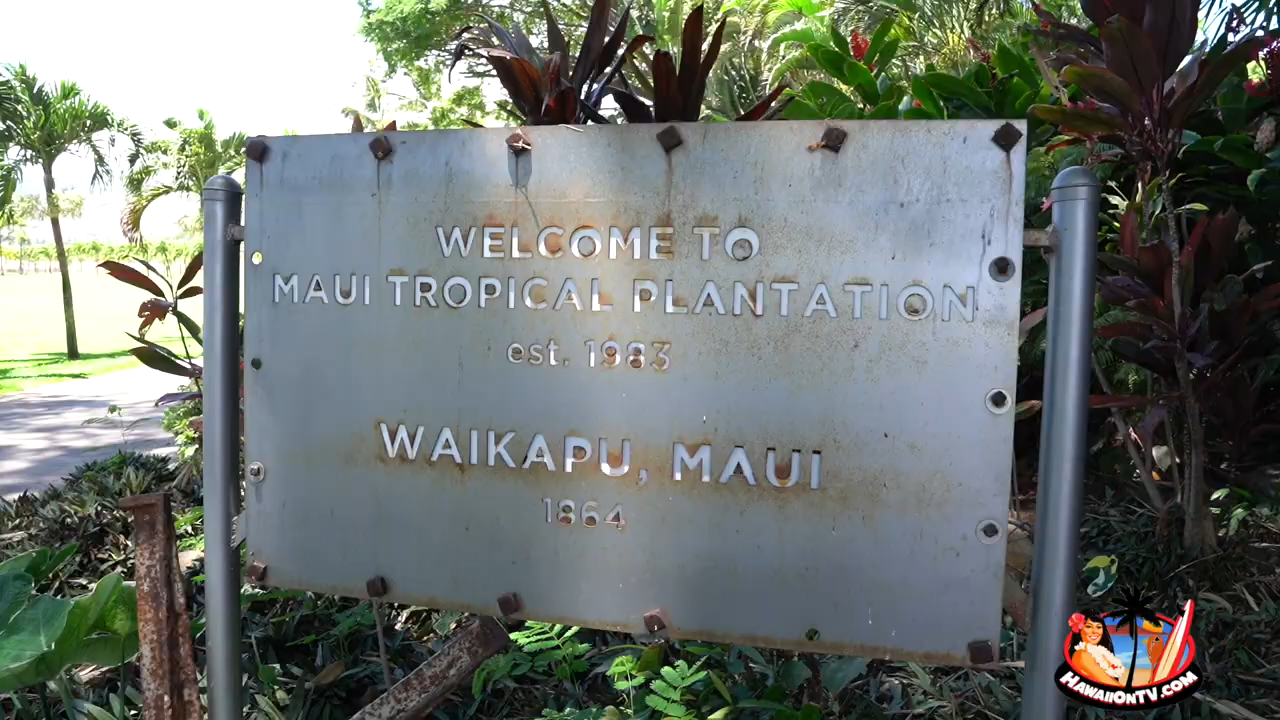 WELCOME TO
MAUI TROPICAL PLANTATION
est. 1983
WAIKAPU, MAUI
1864
HAWAIIONTV.COM